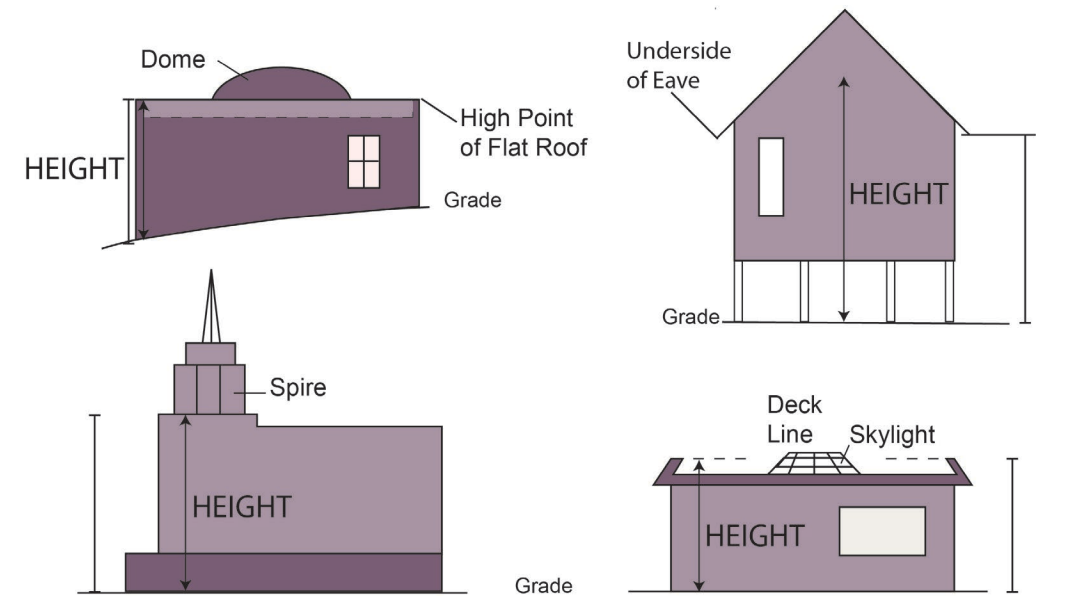 Dome
HEIGHT
High Point
of Flat Roof
Grade
Underside
of Eave
HEIGHT
Grade
Spire
HEIGHT
Grade
Deck
Line
Skylight
HEIGHT